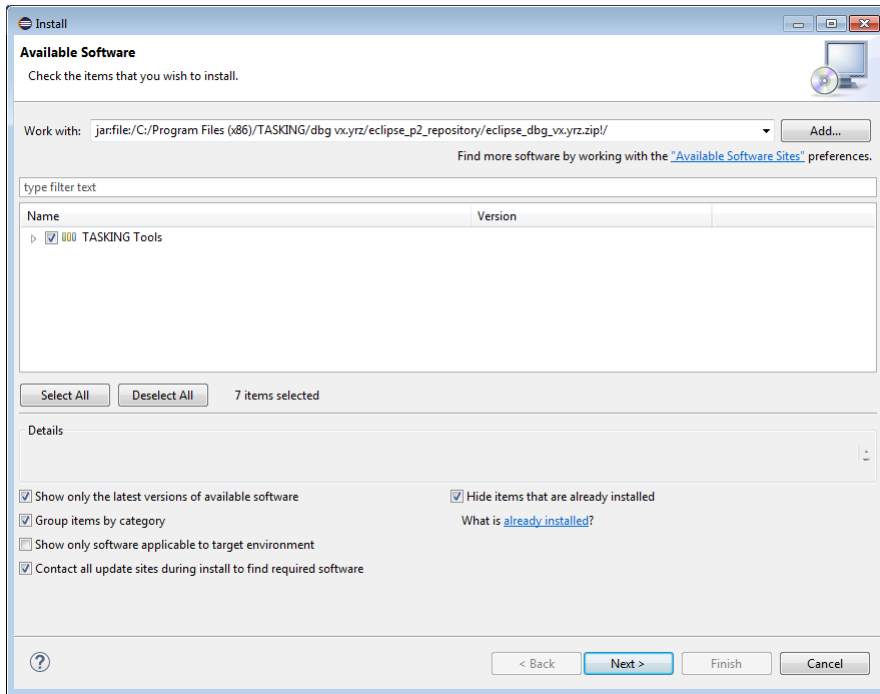 Install
Available Software
Check the items that you wish to install.
Work with: jar:file:/C:/Program Files (x86)/TASKING/dbg vx.yrz/eclipse_p2_repository/eclipse_dbg_vx.yrz.zip!/ Add...
Find more software by working with the "Available Software Sites" preferences.
type filter text
Name Version
TASKING Tools
Select All Deselect All 7 items selected
Details
Show only the latest versions of available software Hide items that are already installed
Group items by category What is already installed?
Show only software applicable to target environment
Contact all update sites during install to find required software
? < Back Next > Finish Cancel